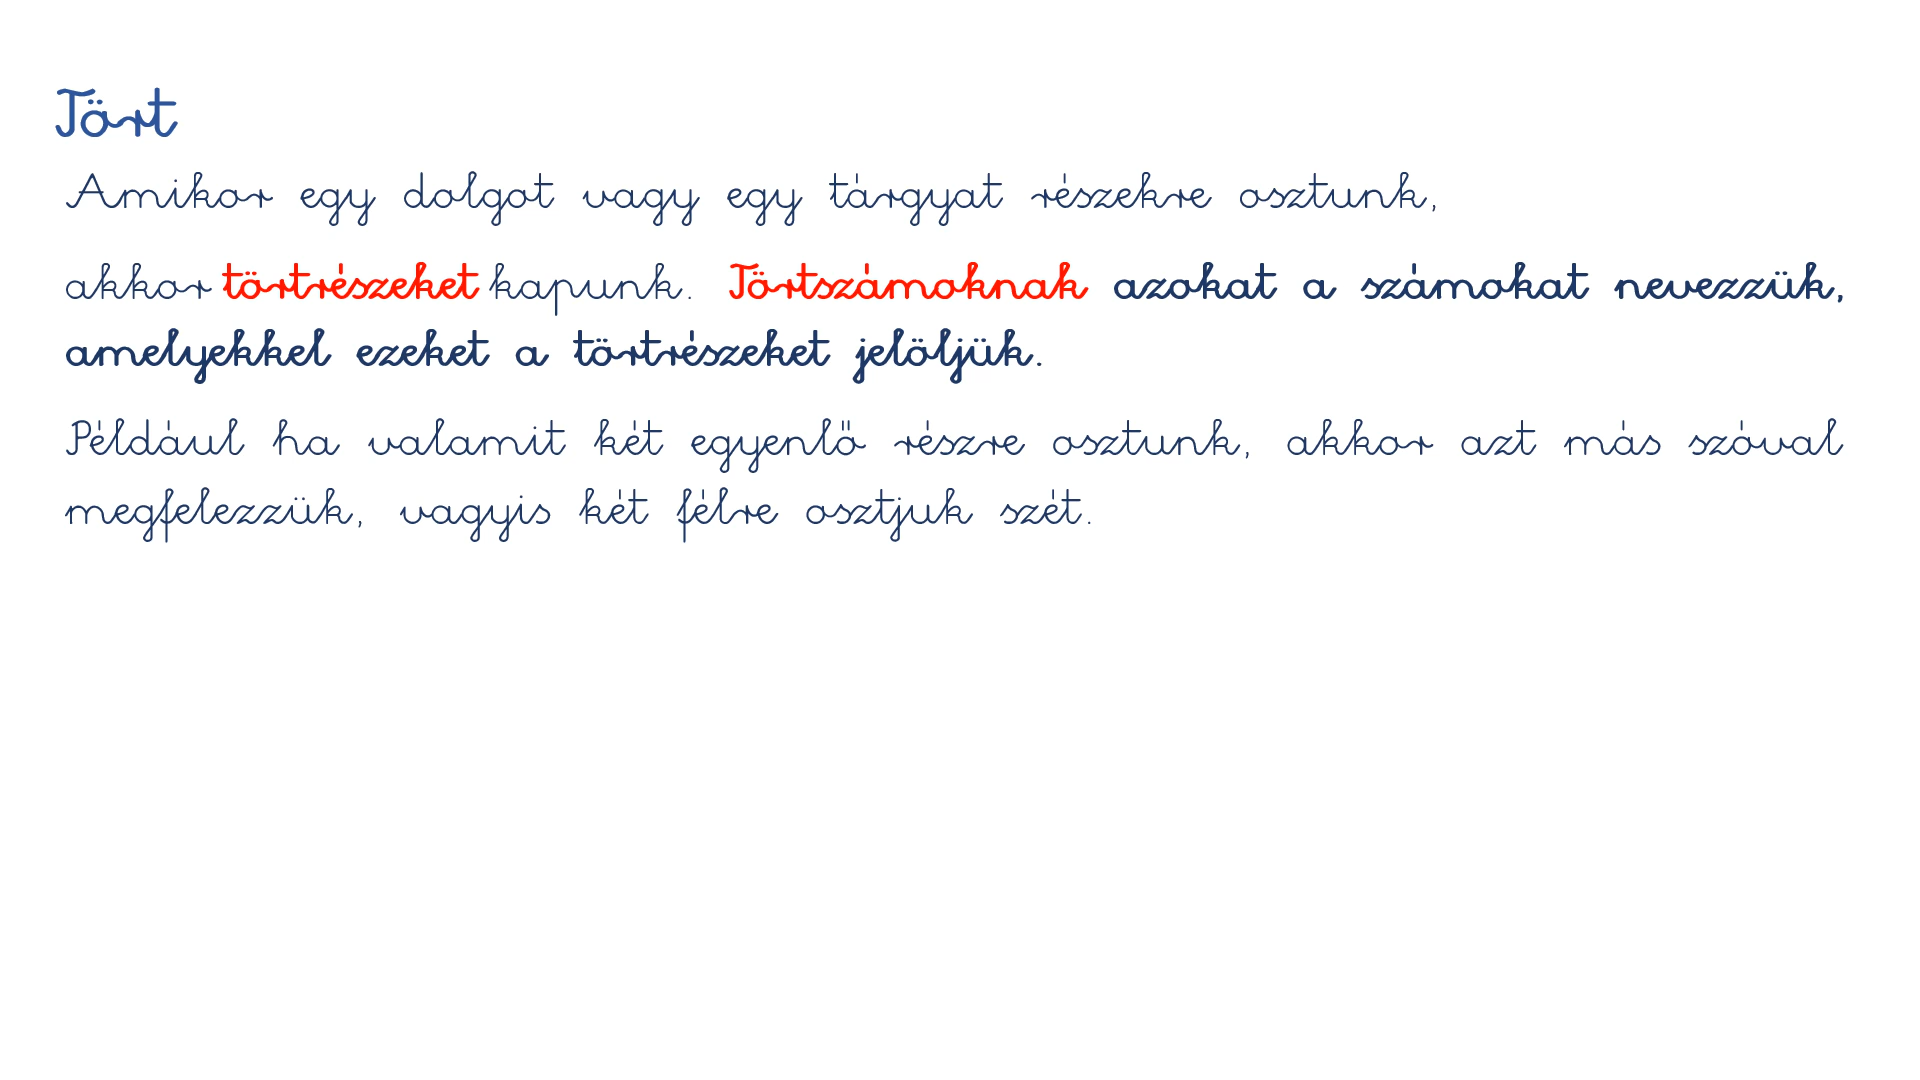 Tört
Amikor egy dolgot vagy egy tárgyat részekre osztunk,
akkor törtrészeket kapunk. Törtszámoknak azokat a számokat nevezzük,
amelyekkel ezeket a törtrészeket jelöljük.
Például ha valamit két egyenlő részre osztunk, akkor azt más szóval
megfelezzük, vagyis két félre osztjuk szét.